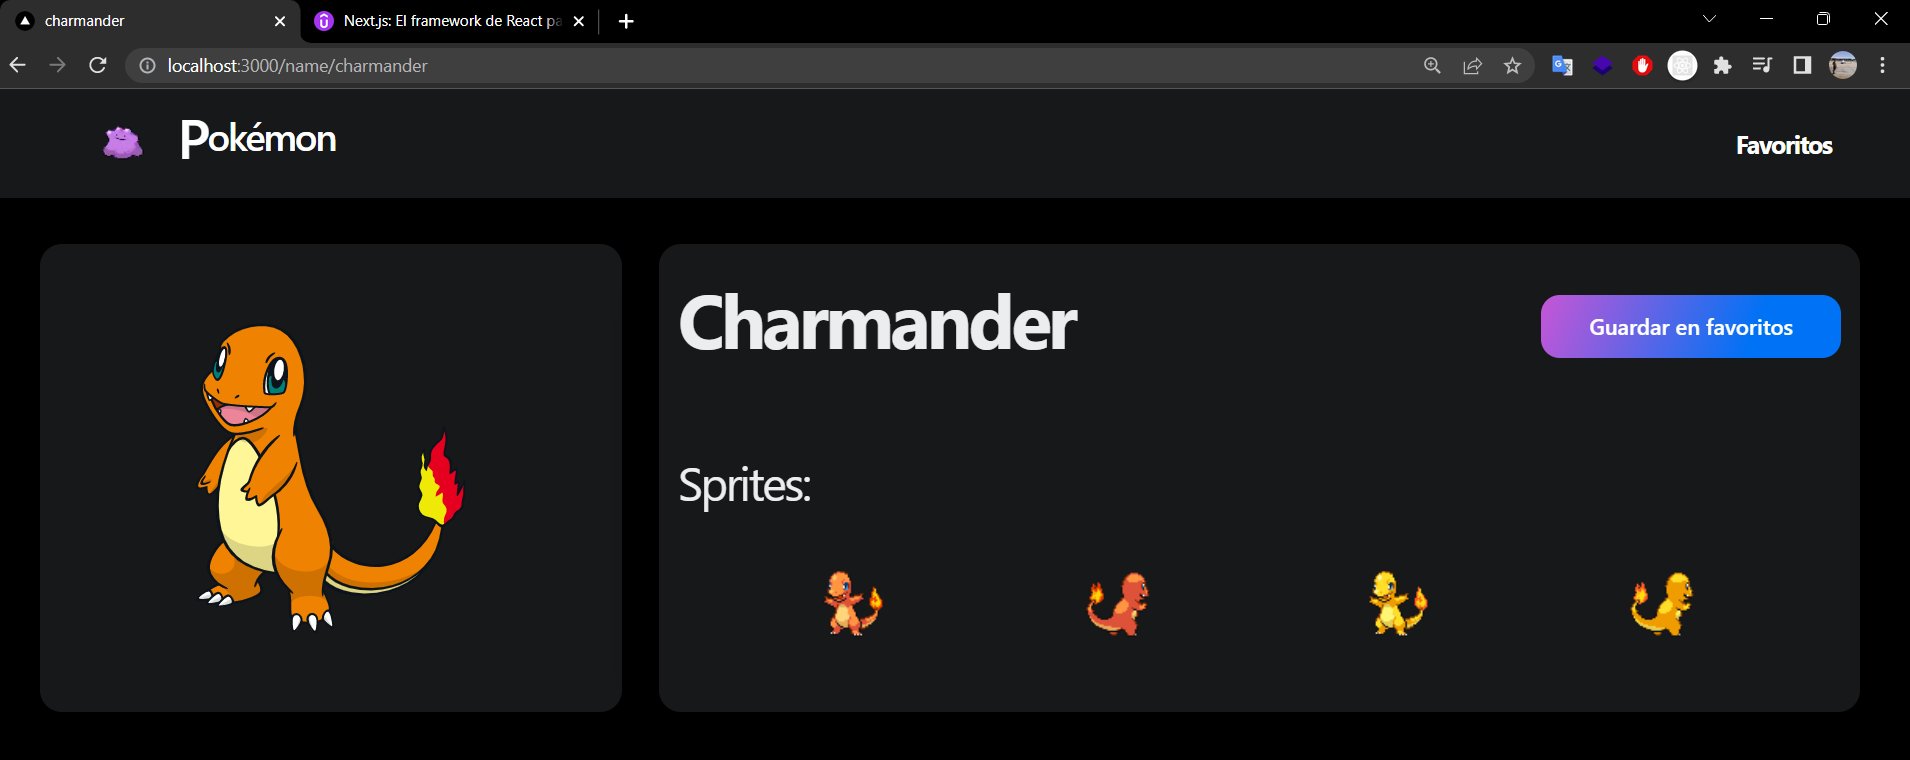 charmander
Next.js: El framework de React pa
localhost:3000/name/charmander
Pokémon
Favoritos
Charmander
Guardar en favoritos
Sprites: